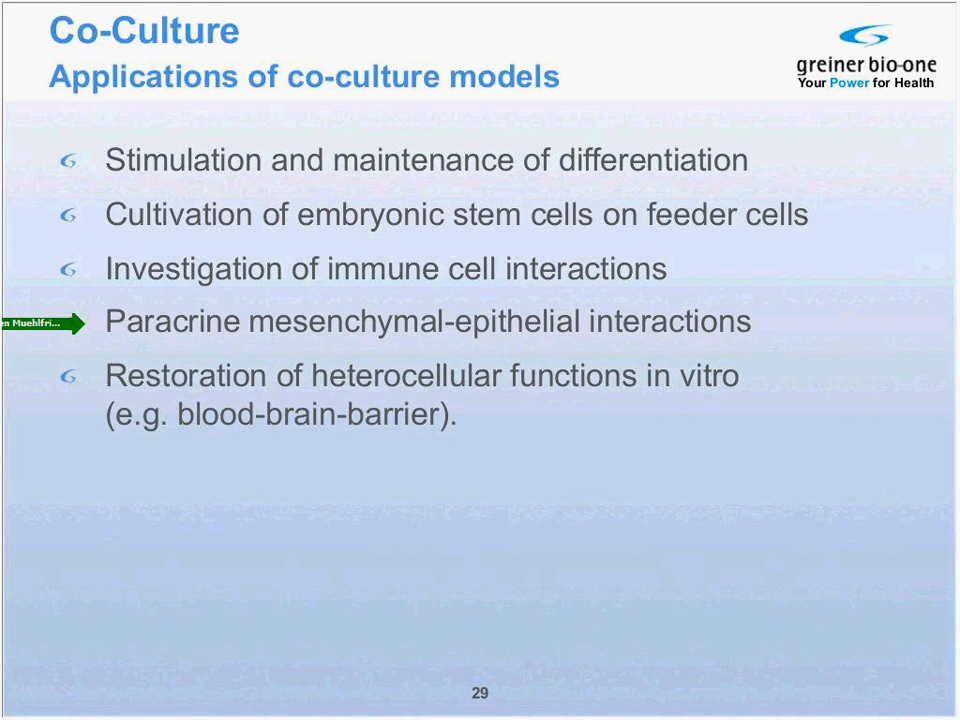 Co-Culture
Applications of co-culture models
greiner bio-one
Your Power for Health
Stimulation and maintenance of differentiation
Cultivation of embryonic stem cells on feeder cells
Investigation of immune cell interactions
en Muehlfri...
Paracrine mesenchymal-epithelial interactions
Restoration of heterocellular functions in vitro
(e.g. blood-brain-barrier).
29